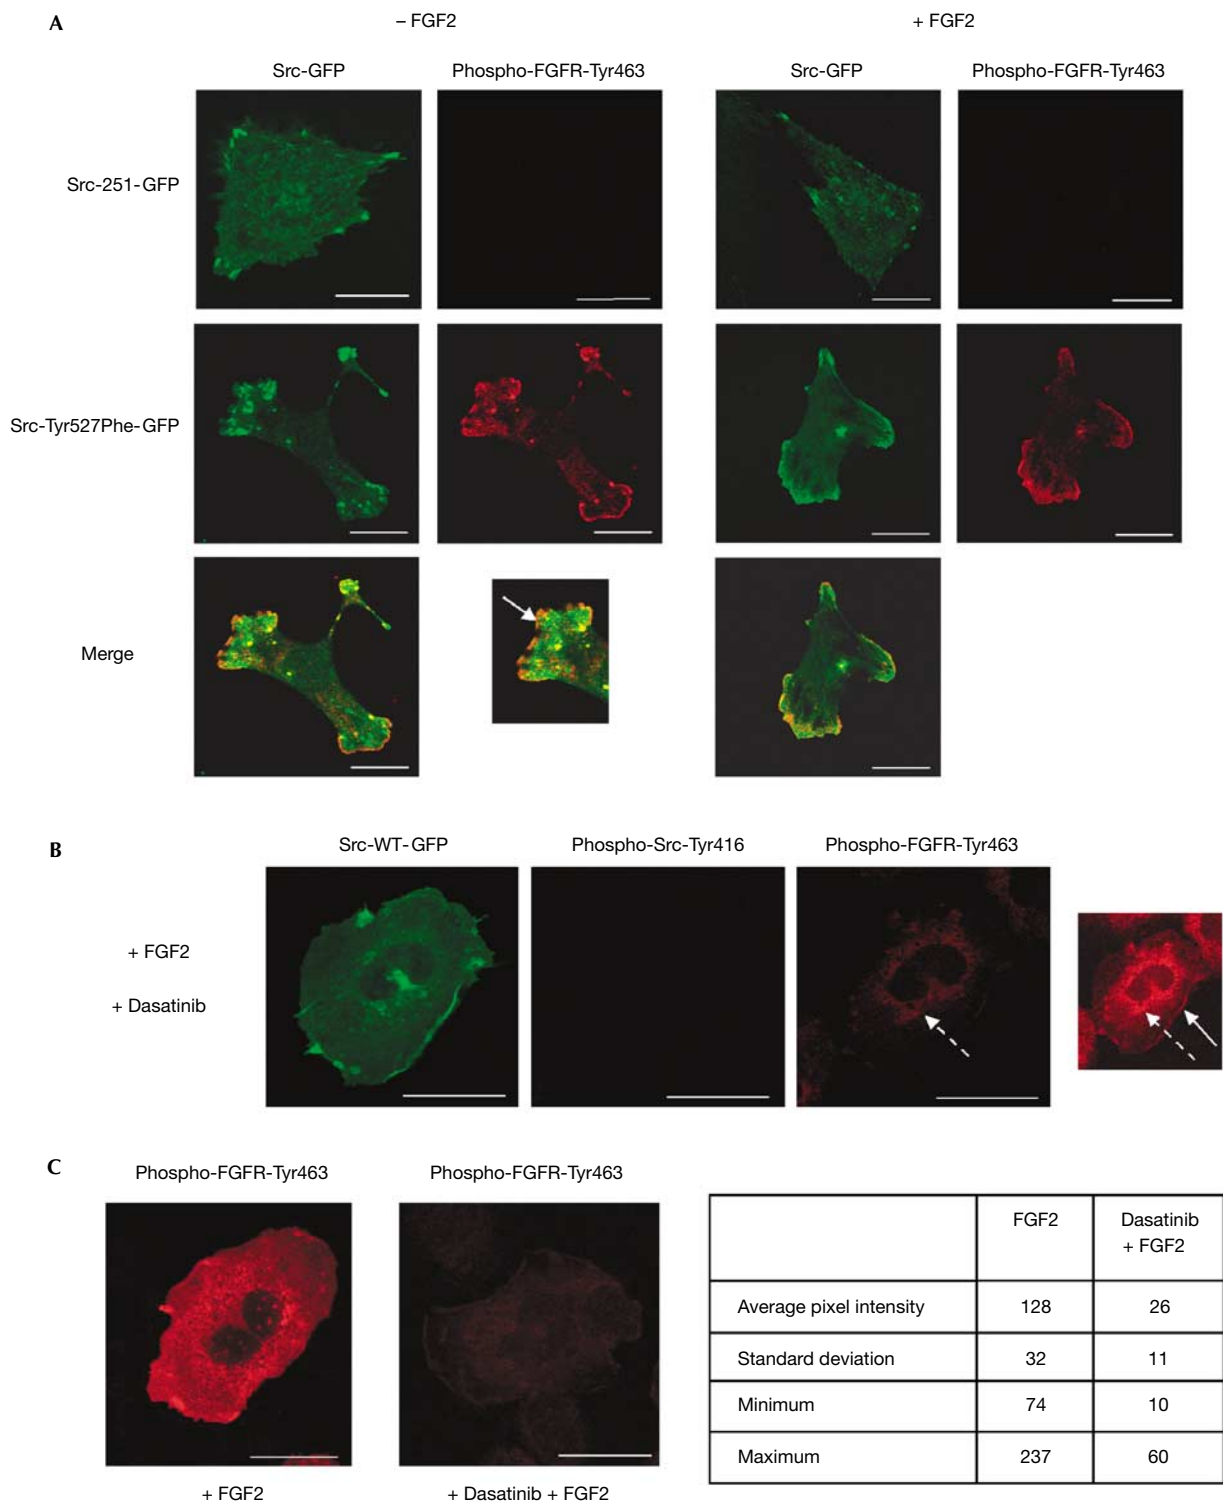 A
– FGF2
+ FGF2
Src-GFP
Phospho-FGFR-Tyr463
Src-GFP
Phospho-FGFR-Tyr463
Src-251-GFP
Src-Tyr527Phe-GFP
Merge
B
Src-WT-GFP
Phospho-Src-Tyr416
Phospho-FGFR-Tyr463
+ FGF2
+ Dasatinib
C
Phospho-FGFR-Tyr463
Phospho-FGFR-Tyr463
+ FGF2
+ Dasatinib + FGF2
FGF2
Dasatinib
+ FGF2
Average pixel intensity 128 26
Standard deviation 32 11
Minimum 74 10
Maximum 237 60